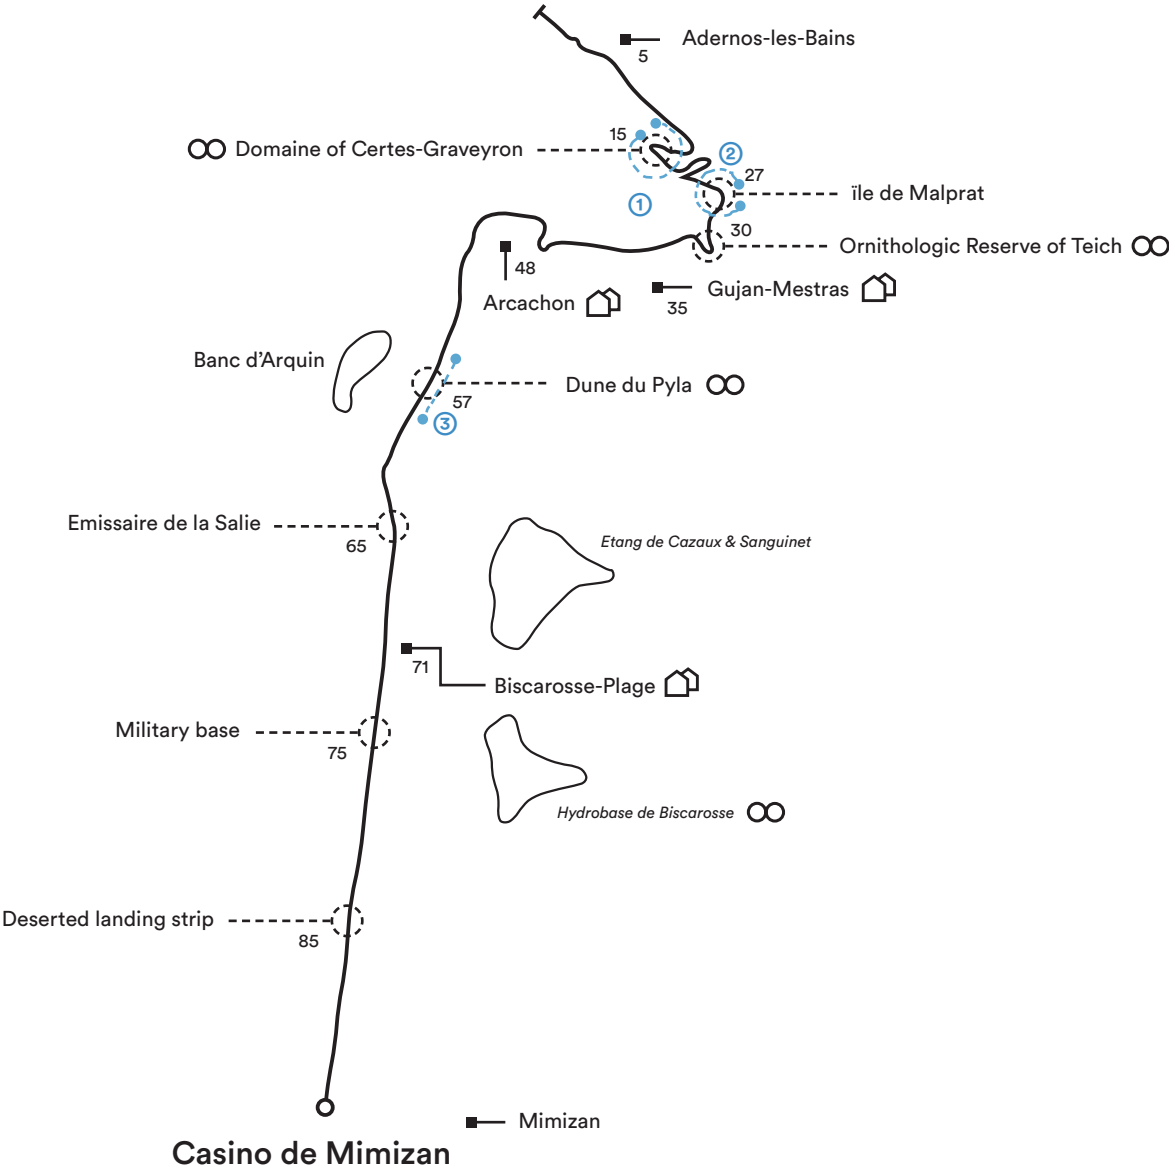 Adernos-les-Bains
5
15
Domaine of Certes-Graveyron
2
27
ïle de Malprat
1
30
Ornithologic Reserve of Teich
48
Arcachon
Gujan-Mestras
35
Banc d’Arquin
Dune du Pyla
57
3
Emissaire de la Salie
65
Etang de Cazaux & Sanguinet
71
Biscarosse-Plage
Military base
75
Hydrobase de Biscarosse
Deserted landing strip
85
Mimizan
Casino de Mimizan